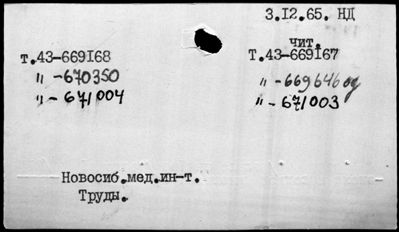 3.12.65. НД
чит.
т.43-669168 т.43-669167
" -670350 " -669646
" -671004 " -671003
Новосиб.мед.ин-т.
Труды.